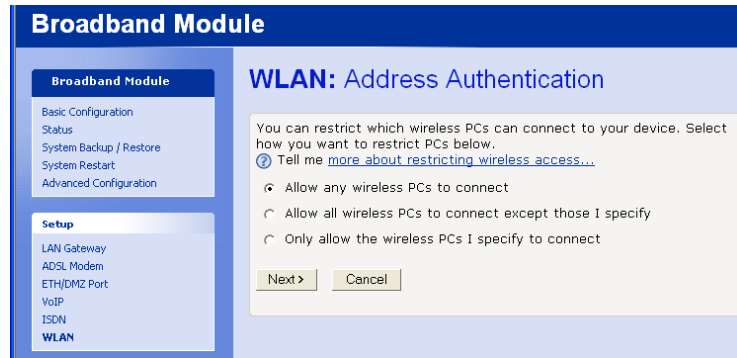 Broadband Module
Broadband Module
Basic Configuration
Status
System Backup / Restore
System Restart
Advanced Configuration
Setup
LAN Gateway
ADSL Modem
ETH/DMZ Port
VoIP
ISDN
WLAN
WLAN: Address Authentication
You can restrict which wireless PCs can connect to your device. Select
how you want to restrict PCs below.
? Tell me more about restricting wireless access...
Allow any wireless PCs to connect
Allow all wireless PCs to connect except those I specify
Only allow the wireless PCs I specify to connect
Next> Cancel